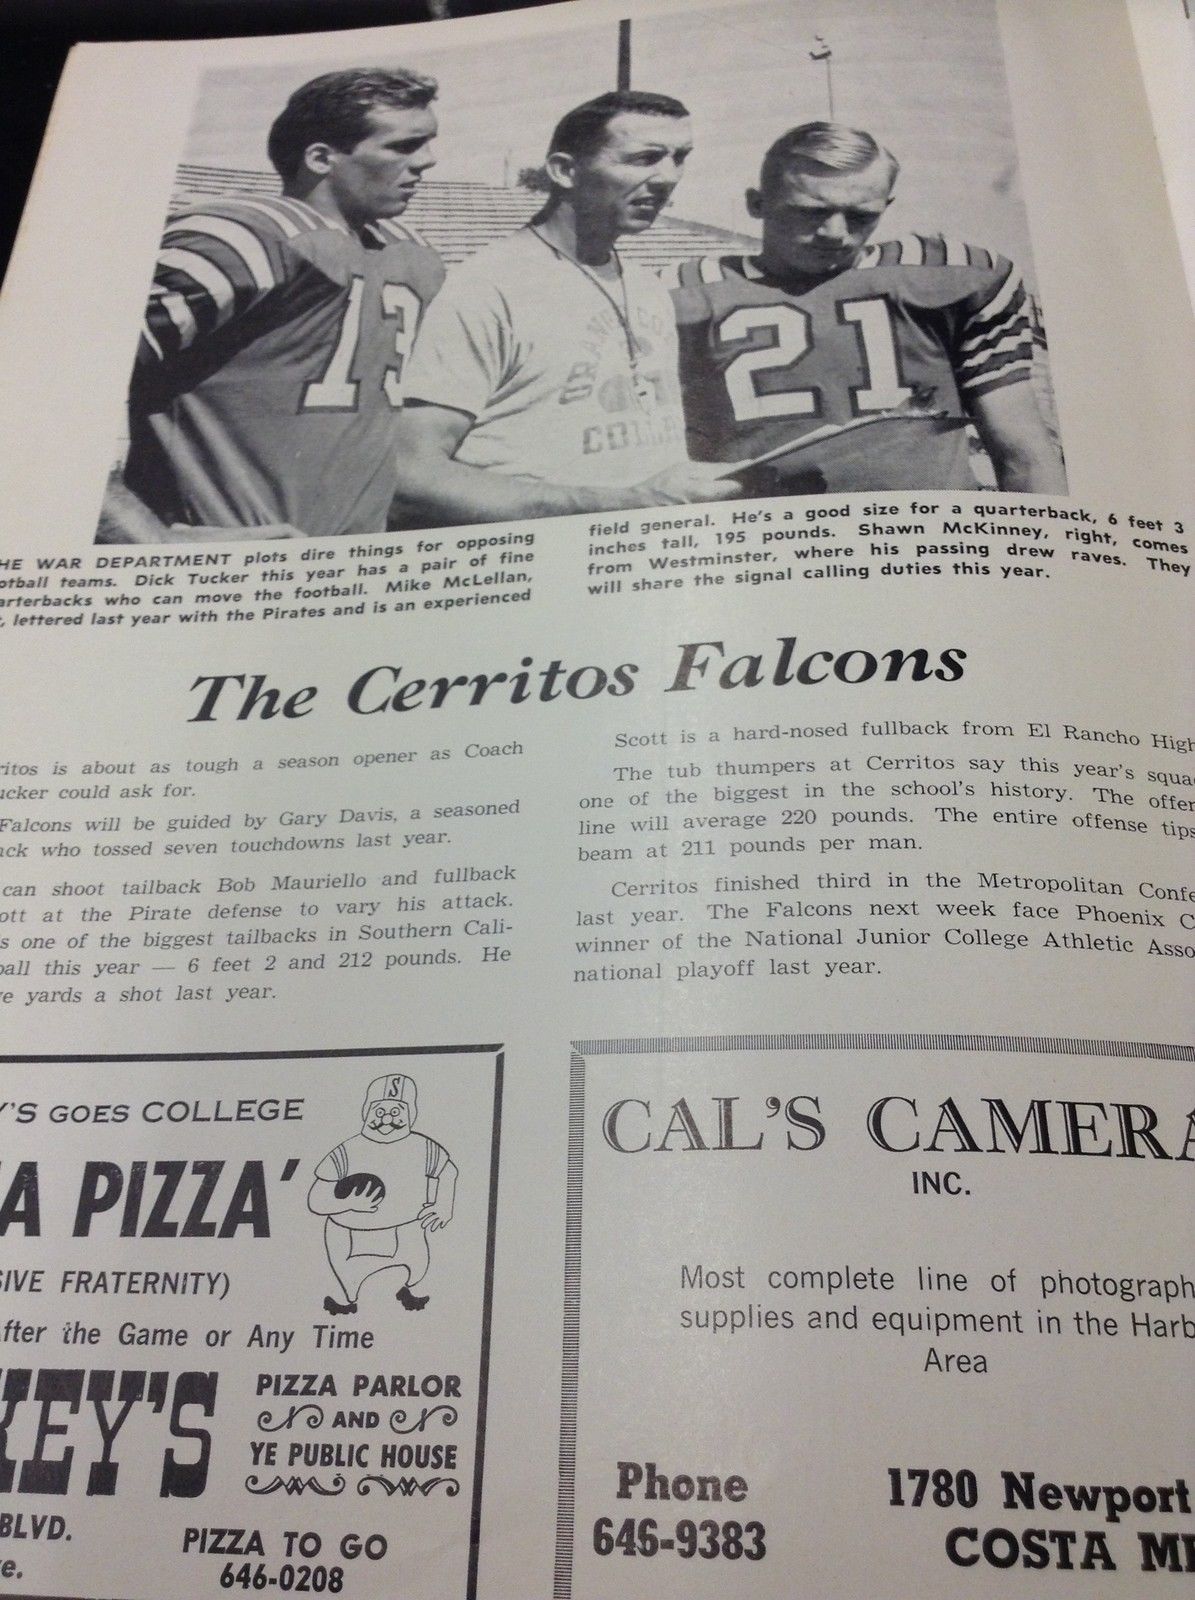 13
ORANGE CO
COLL
21
HE WAR DEPARTMENT plots dire things for opposing
otball teams. Dick Tucker this year has a pair of fine
arterbacks who can move the football. Mike McLellan,
, lettered last year with the Pirates and is an experienced
field general. He's a good size for a quarterback, 6 feet 3
inches tall, 195 pounds. Shawn McKinney, right, comes
from Westminster, where his passing drew raves. They
will share the signal calling duties this year.
The Cerritos Falcons
ritos is about as tough a season opener as Coach
ucker could ask for.
Falcons will be guided by Gary Davis, a seasoned
ack who tossed seven touchdowns last year.
can shoot tailback Bob Mauriello and fullback
ott at the Pirate defense to vary his attack.
s one of the biggest tailbacks in Southern Cali-
ball this year — 6 feet 2 and 212 pounds. He
e yards a shot last year.
Scott is a hard-nosed fullback from El Rancho High
The tub thumpers at Cerritos say this year's squa
one of the biggest in the school's history. The offen
line will average 220 pounds. The entire offense tips
beam at 211 pounds per man.
Cerritos finished third in the Metropolitan Confe
last year. The Falcons next week face Phoenix C
winner of the National Junior College Athletic Asso
national playoff last year.
Y'S GOES COLLEGE
S
A PIZZA'
SIVE FRATERNITY)
fter the Game or Any Time
KEY'S
PIZZA PARLOR
AND
YE PUBLIC HOUSE
BLVD.
e.
PIZZA TO GO
646-0208
CAL'S CAMERA
INC.
Most complete line of photograph
supplies and equipment in the Harb
Area
Phone
646-9383
1780 Newport
COSTA ME